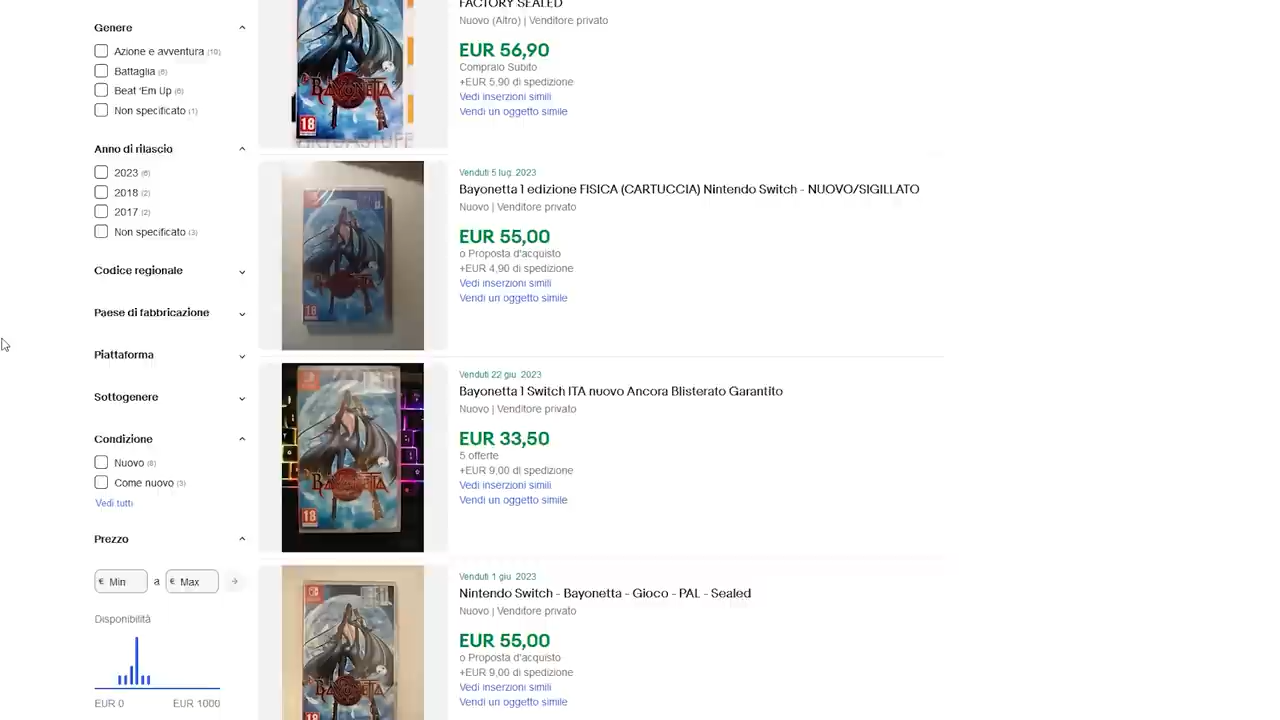 Genere
Azione e avventura (10)
Battaglia (6)
Beat 'Em Up (6)
Non specificato (1)
Anno di rilascio
2023 (6)
2018 (2)
2017 (2)
Non specificato (3)
Codice regionale
Paese di fabbricazione
Piattaforma
Sottogenere
Condizione
Nuovo (8)
Come nuovo (3)
Vedi tutti
Prezzo
€ Min a € Max
Disponibilità
EUR 0 EUR 1000
BAYONETTA
18
FACTORY SEALED
Nuovo (Altro) | Venditore privato
EUR 56,90
Compralo Subito
+EUR 5,90 di spedizione
Vedi inserzioni simili
Vendi un oggetto simile
BAYONETTA
18
Venduti 5 lug. 2023
Bayonetta 1 edizione FISICA (CARTUCCIA) Nintendo Switch - NUOVO/SIGILLATO
Nuovo | Venditore privato
EUR 55,00
o Proposta d'acquisto
+EUR 4,90 di spedizione
Vedi inserzioni simili
Vendi un oggetto simile
BAYONETTA
18
Venduti 22 giu. 2023
Bayonetta 1 Switch ITA nuovo Ancora Blisterato Garantito
Nuovo | Venditore privato
EUR 33,50
5 offerte
+EUR 9,00 di spedizione
Vedi inserzioni simili
Vendi un oggetto simile
BAYONETTA
18
Venduti 1 giu. 2023
Nintendo Switch - Bayonetta - Gioco - PAL - Sealed
Nuovo | Venditore privato
EUR 55,00
o Proposta d'acquisto
+EUR 9,00 di spedizione
Vedi inserzioni simili
Vendi un oggetto simile